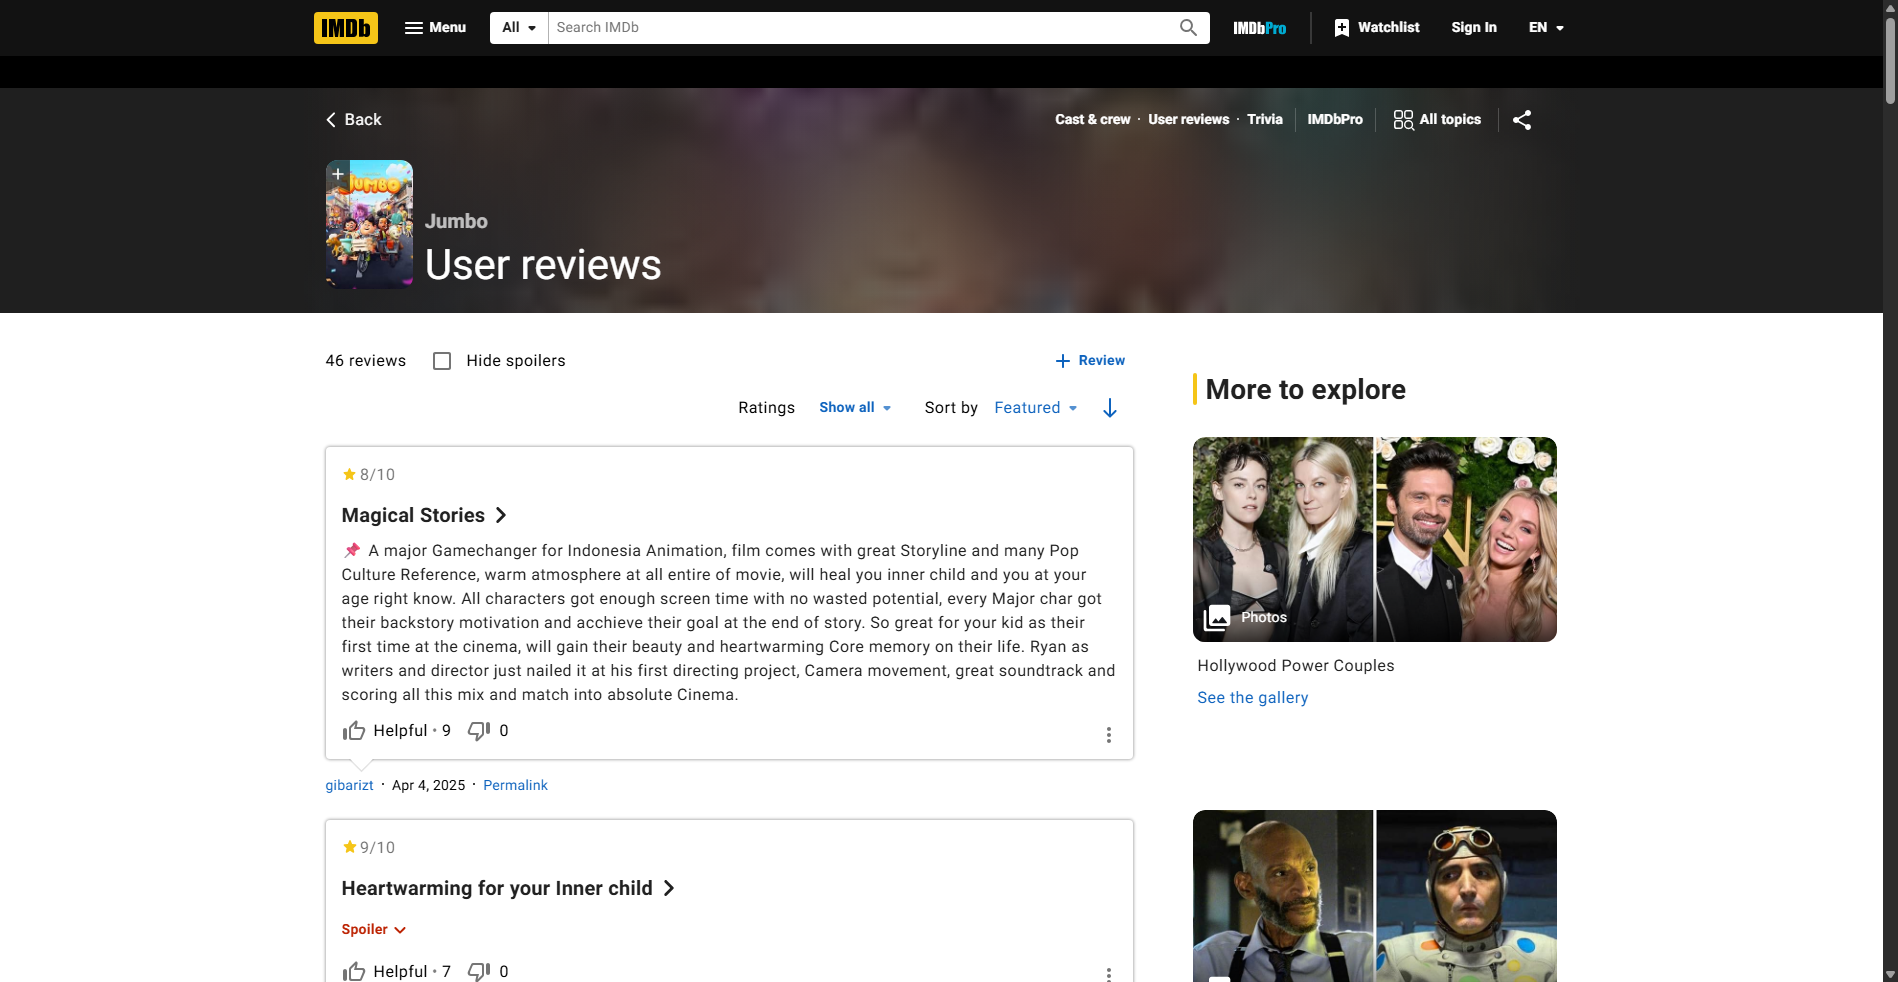 IMDb Menu All Search IMDb IMDbPro Watchlist Sign In EN
Back Cast & crew · User reviews · Trivia IMDbPro All topics
JUMBO
Jumbo
User reviews
46 reviews Hide spoilers Review
Ratings Show all Sort by Featured
More to explore
8/10
Magical Stories
A major Gamechanger for Indonesia Animation, film comes with great Storyline and many Pop
Culture Reference, warm atmosphere at all entire of movie, will heal you inner child and you at your
age right know. All characters got enough screen time with no wasted potential, every Major char got
their backstory motivation and acchieve their goal at the end of story. So great for your kid as their
first time at the cinema, will gain their beauty and heartwarming Core memory on their life. Ryan as
writers and director just nailed it at his first directing project, Camera movement, great soundtrack and
scoring all this mix and match into absolute Cinema.
Helpful · 9 0
gibarizt · Apr 4, 2025 · Permalink
Photos
Hollywood Power Couples
See the gallery
9/10
Heartwarming for your Inner child
Spoiler
Helpful · 7 0